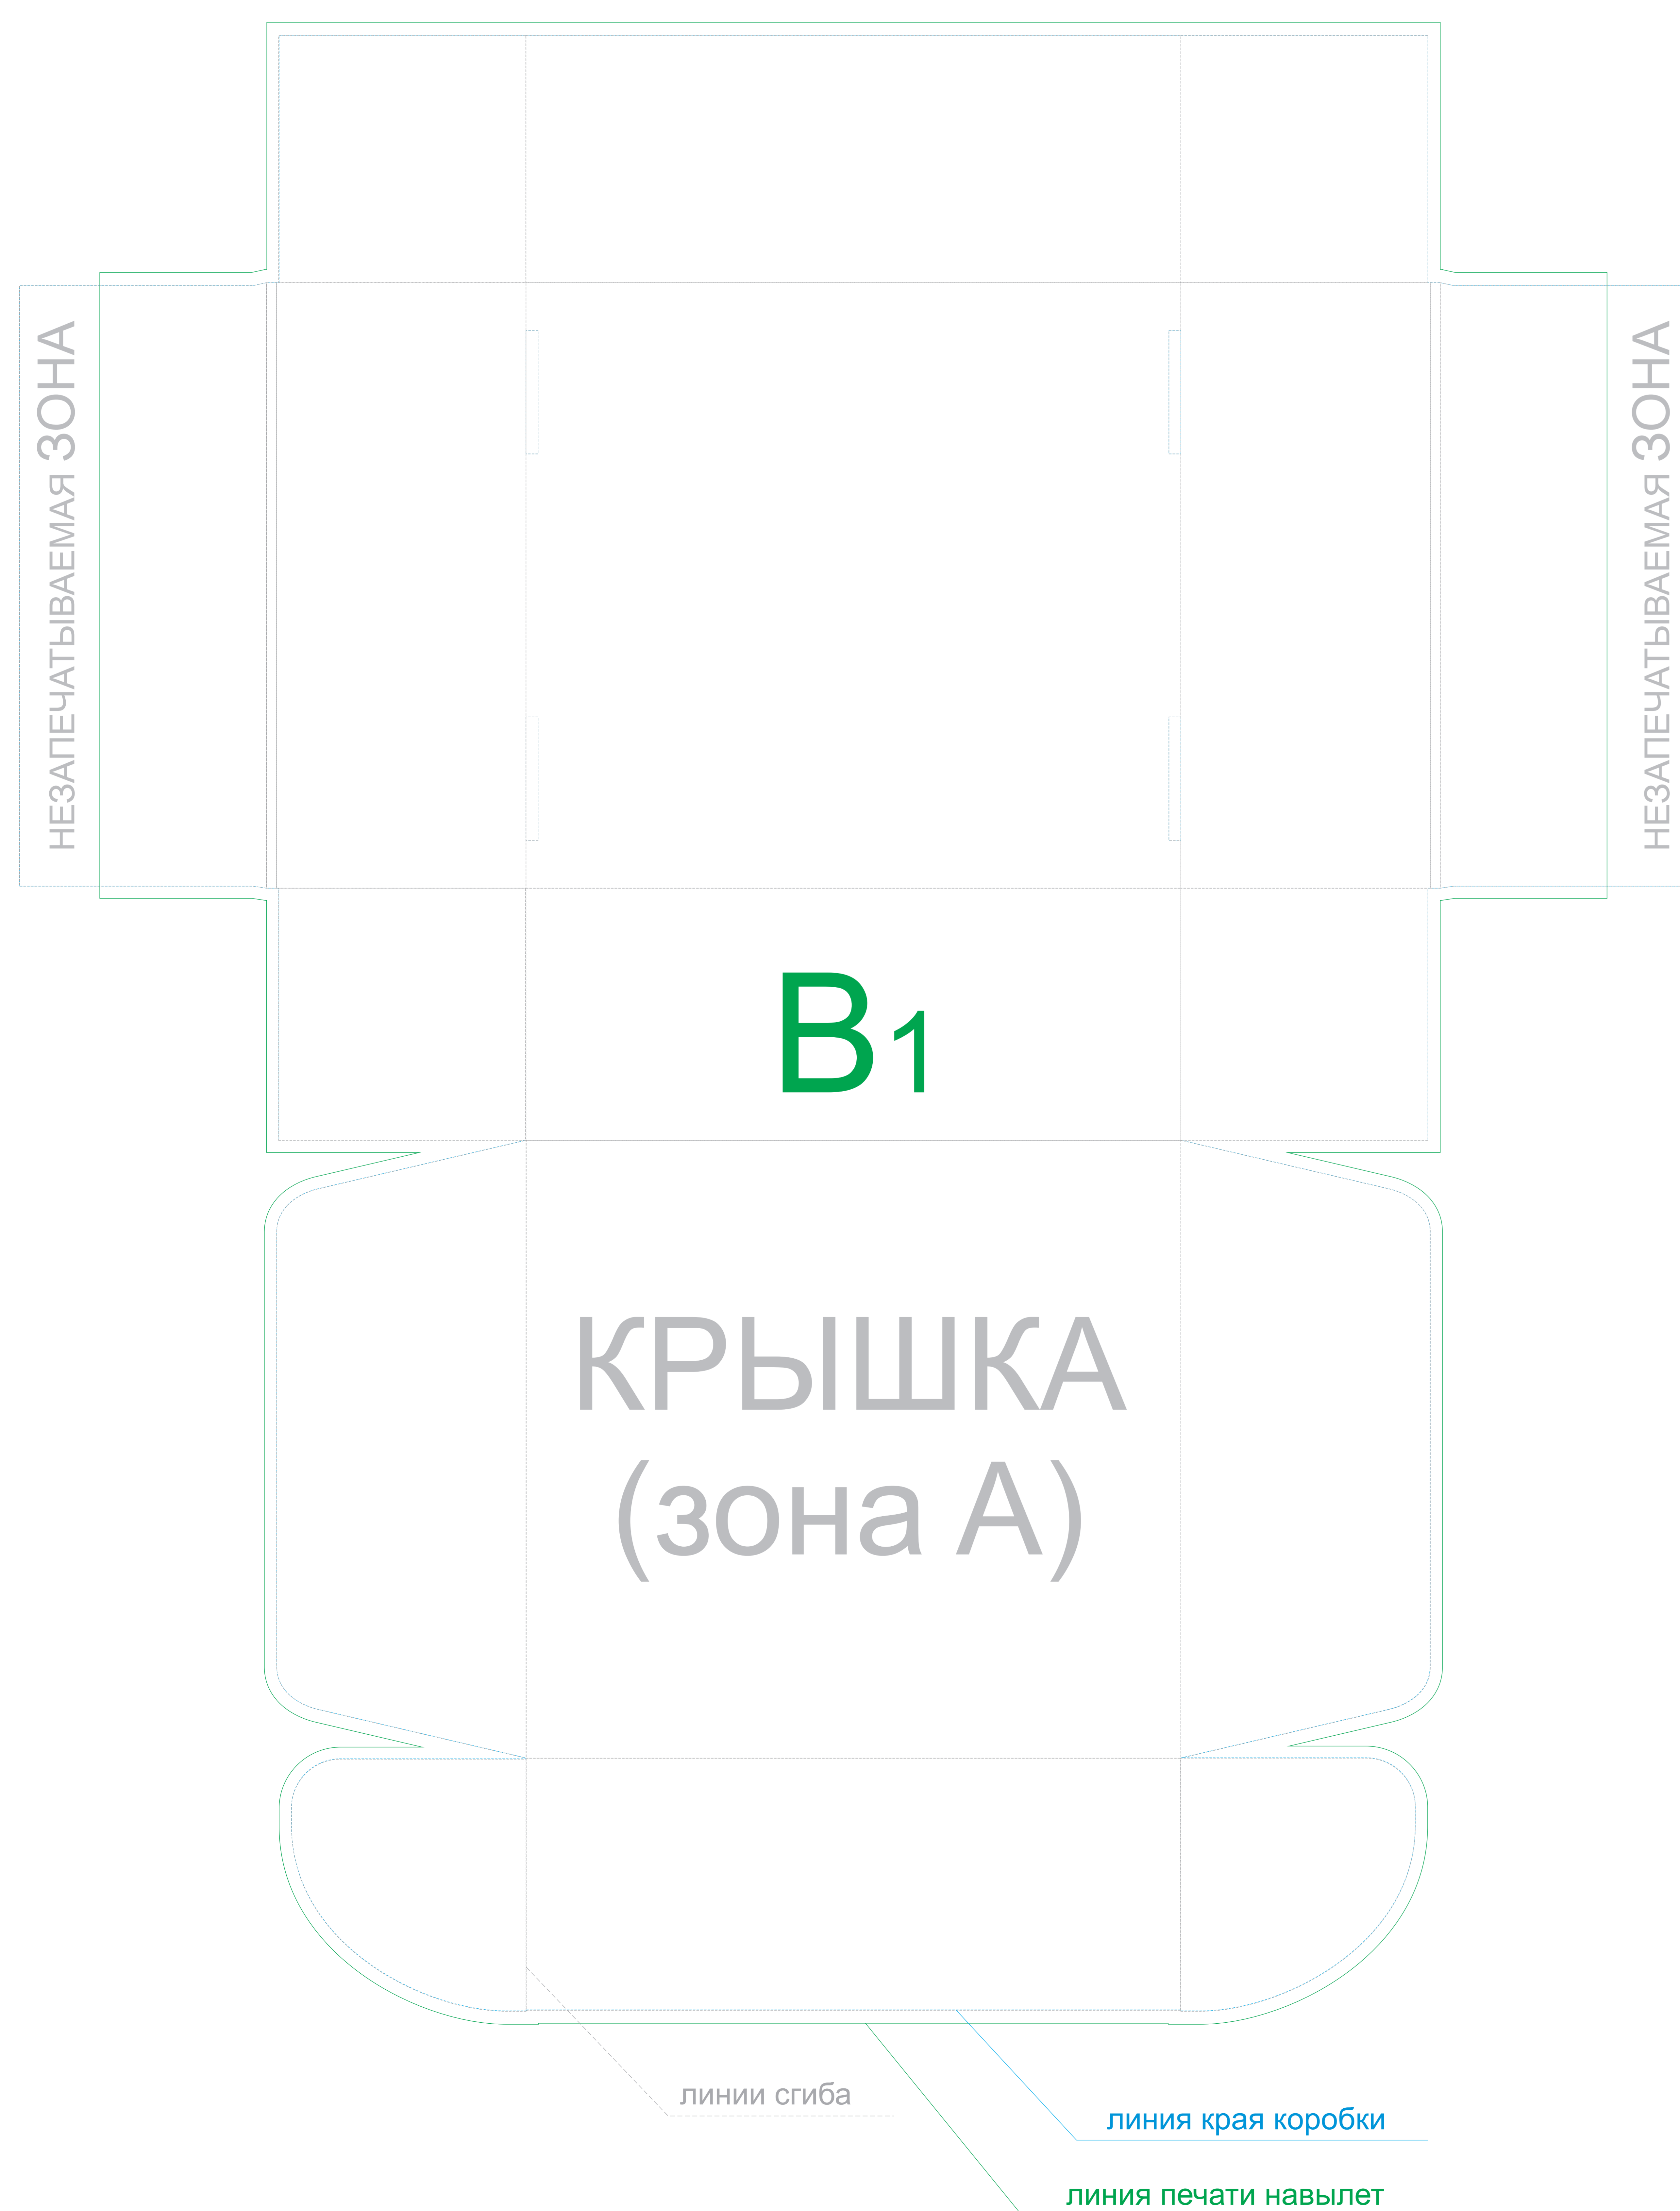 НЕЗАПЕЧАТЫВАЕМАЯ ЗОНА
НЕЗАПЕЧАТЫВАЕМАЯ ЗОНА
В1
КРЫШКА
(зона А)
линии сгиба
линия края коробки
линия печати навылет